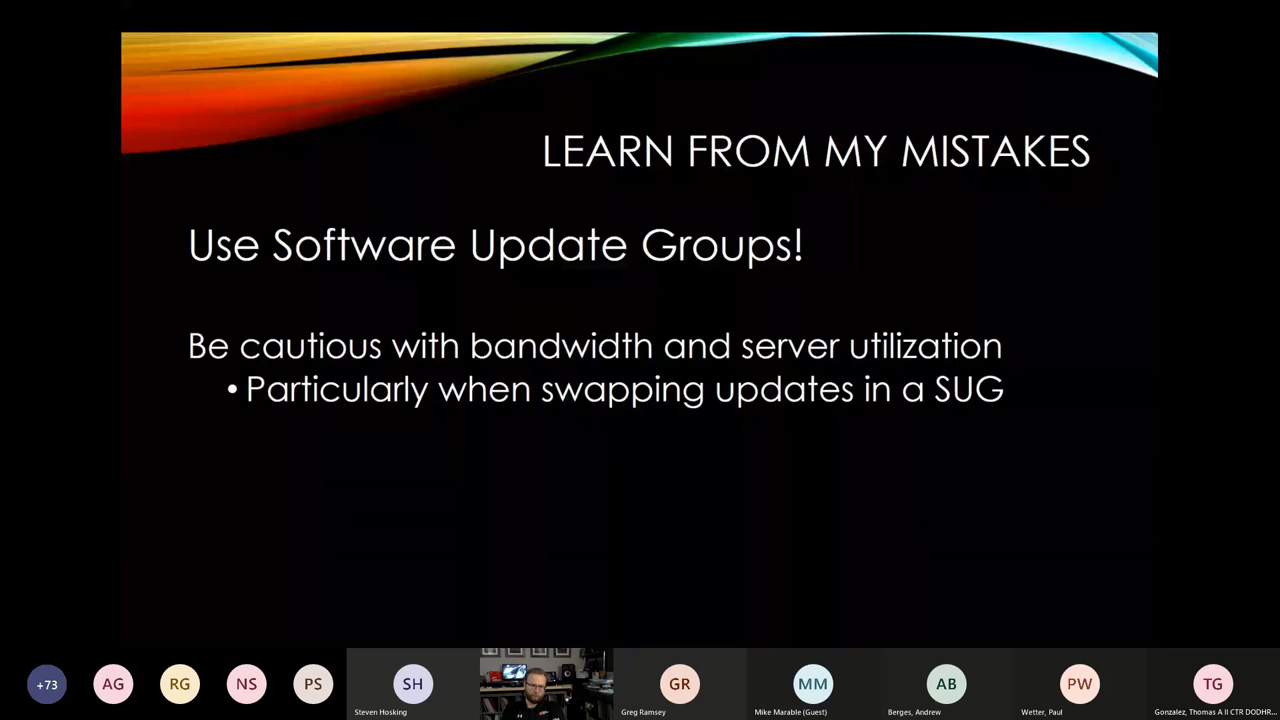 LEARN FROM MY MISTAKES
Use Software Update Groups!
Be cautious with bandwidth and server utilization
• Particularly when swapping updates in a SUG
+73
AG
RG
NS
PS
SH
GR
MM
AB
PW
TG
Steven Hosking
Greg Ramsey
Mike Marable (Guest)
Berges, Andrew
Wetter, Paul
Gonzalez, Thomas A II CTR DODHR...